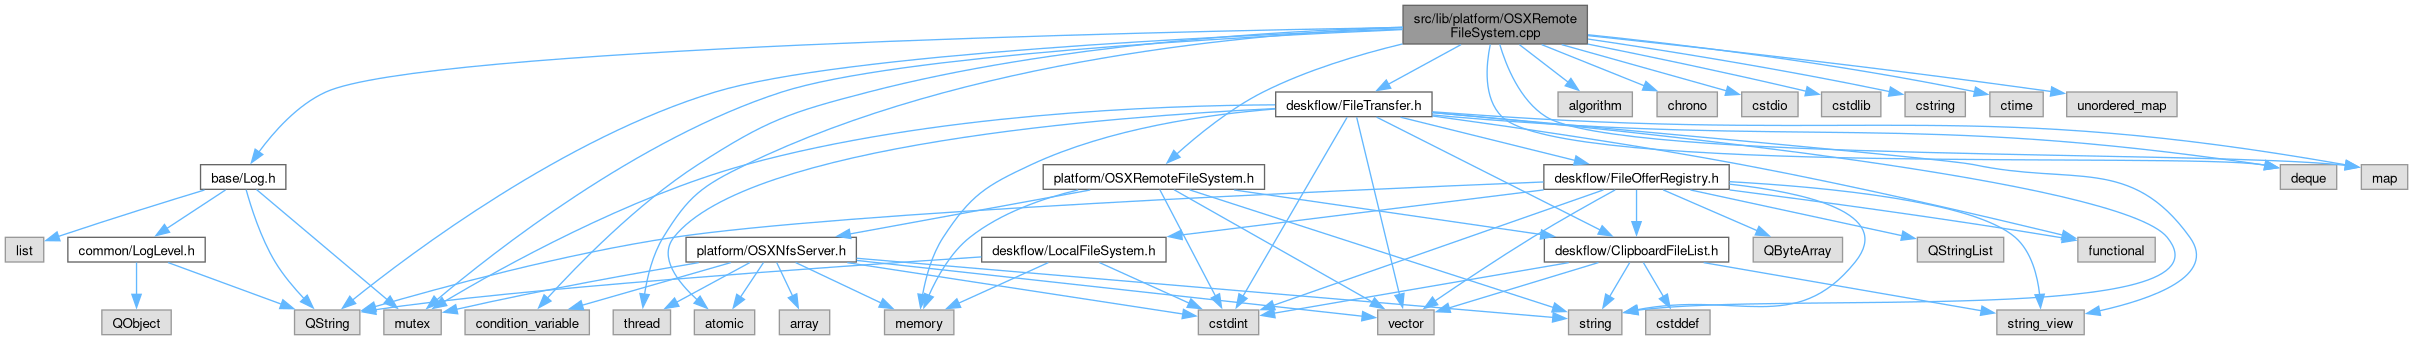 src/lib/platform/OSXRemote
FileSystem.cpp
deskflow/FileTransfer.h
algorithm
chrono
cstdio
cstdlib
cstring
ctime
unordered_map
base/Log.h
platform/OSXRemoteFileSystem.h
deskflow/FileOfferRegistry.h
deque
map
list
common/LogLevel.h
platform/OSXNfsServer.h
deskflow/LocalFileSystem.h
deskflow/ClipboardFileList.h
QByteArray
QStringList
functional
QObject
QString
mutex
condition_variable
thread
atomic
array
memory
cstdint
vector
string
cstddef
string_view